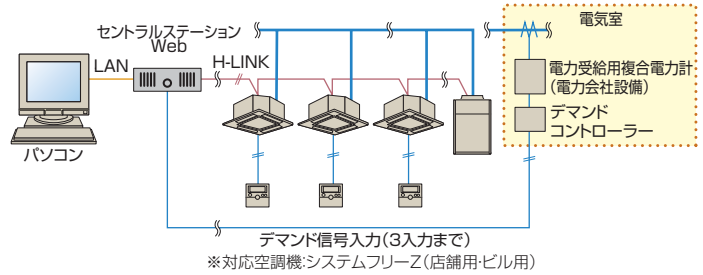 セントラルステーション
Web
電気室
LAN
H-LINK
電力受給用複合電力計
(電力会社設備)
デマンド
コントローラー
パソコン
デマンド信号入力(3入力まで)
※対応空調機:システムフリーZ(店舗用・ビル用)